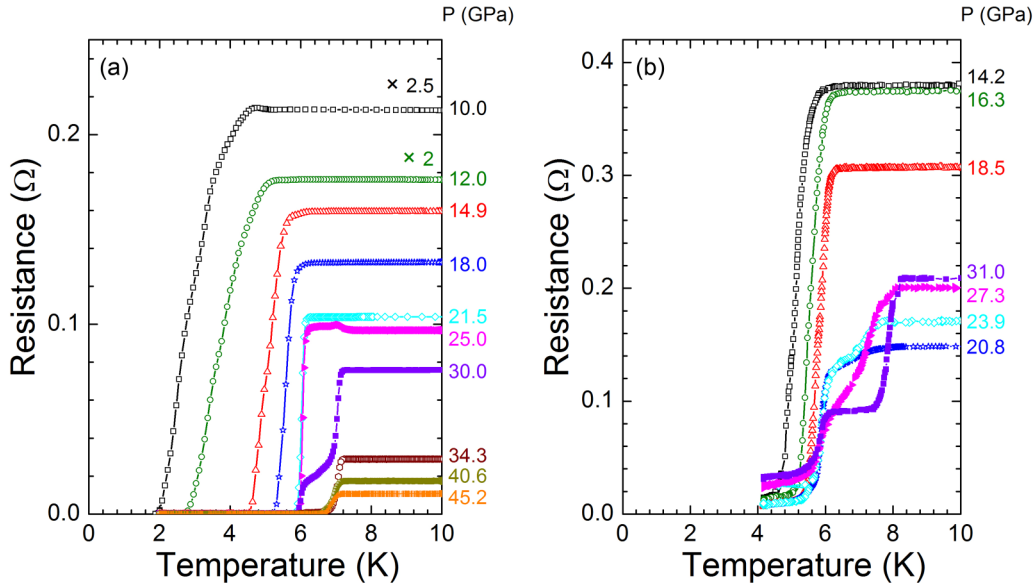 P (GPa)
(a)
× 2.5
10.0
× 2
12.0
14.9
18.0
21.5
25.0
30.0
34.3
40.6
45.2
0.2
0.1
0.0
Resistance (Ω)
0 2 4 6 8 10
Temperature (K)
P (GPa)
(b)
14.2
16.3
18.5
31.0
27.3
23.9
20.8
0.4
0.3
0.2
0.1
0.0
Resistance (Ω)
0 2 4 6 8 10
Temperature (K)